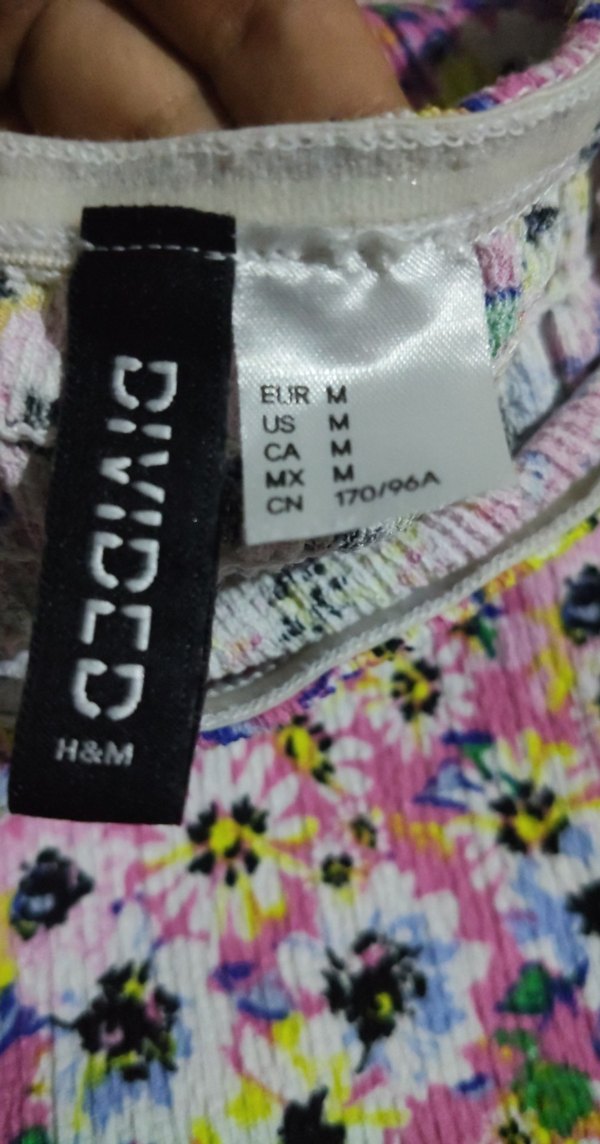 DIVIDED
H&M
EUR M
US M
CA M
MX M
CN 170/96A